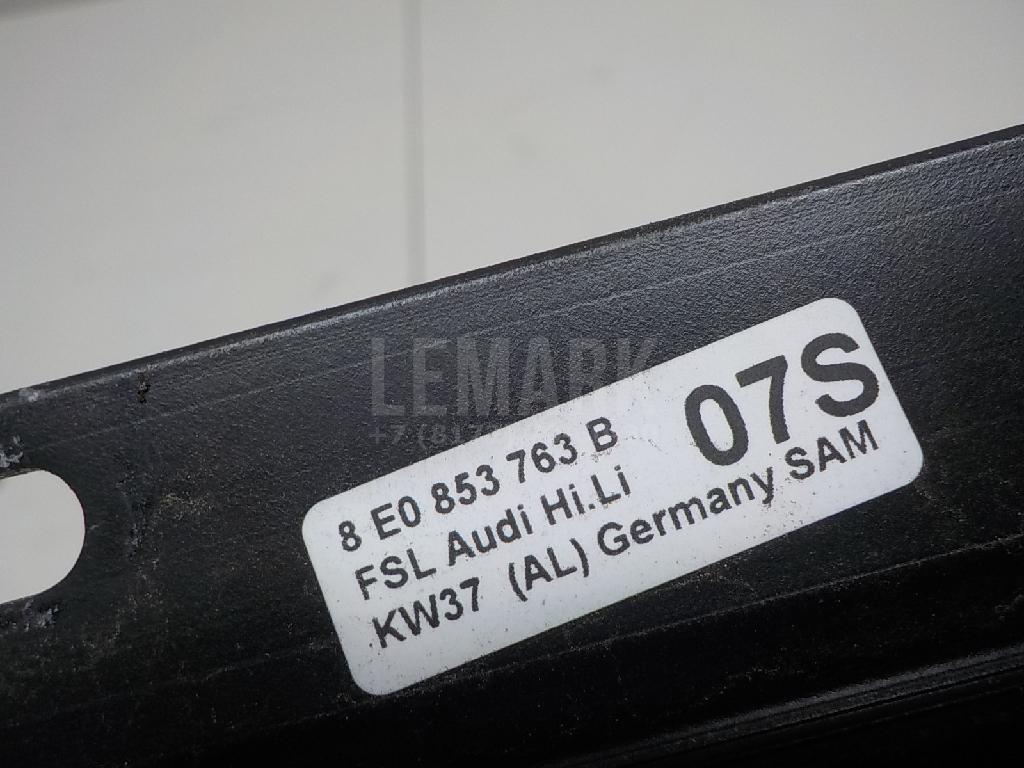 LEMARK
8 E0 853 763 B
07S
FSL Audi Hi.Li
KW37 (AL) Germany SAM